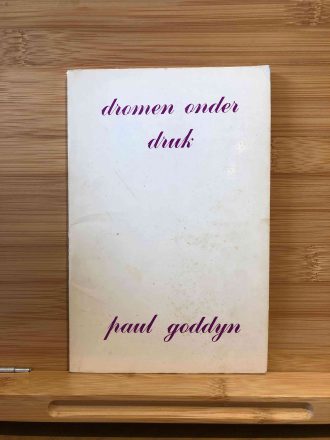 dromen onder
druk
paul goddyn